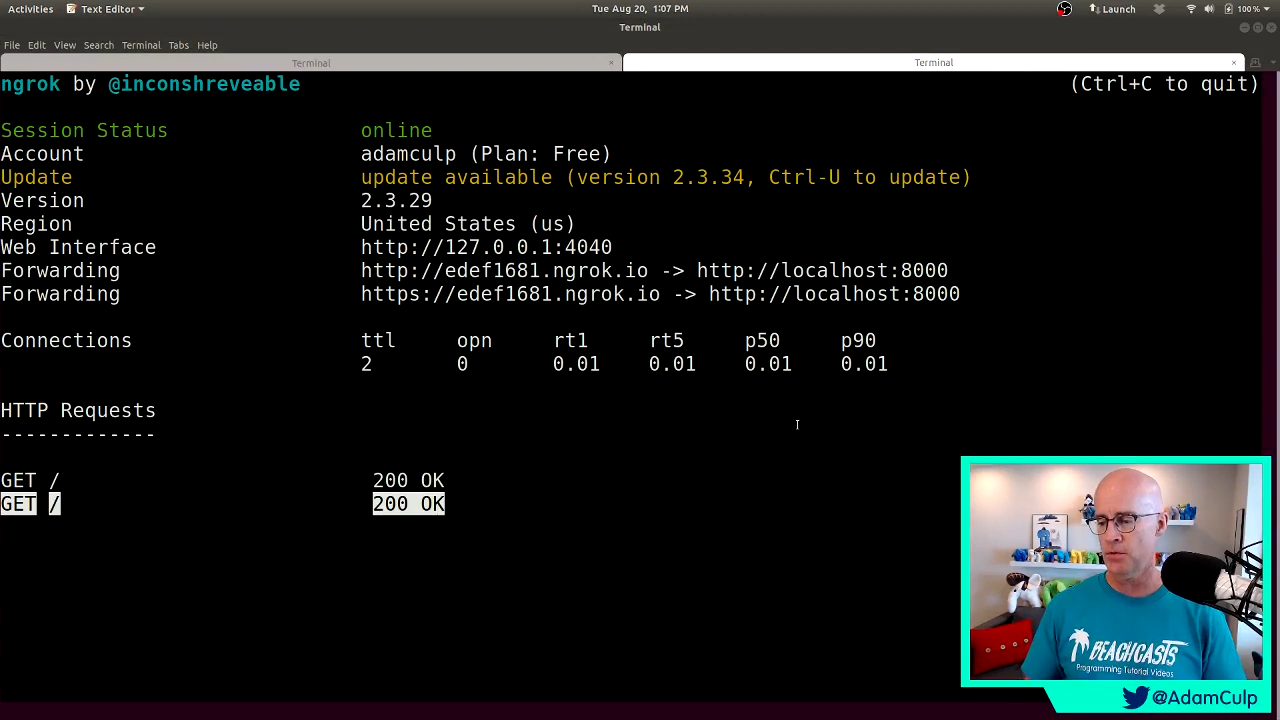 Activities Text Editor Tue Aug 20, 1:07 PM Launch 100%
Terminal
File Edit View Search Terminal Tabs Help
Terminal × Terminal ×
ngrok by @inconshreveable (Ctrl+C to quit)
Session Status online
Account adamculp (Plan: Free)
Update update available (version 2.3.34, Ctrl-U to update)
Version 2.3.29
Region United States (us)
Web Interface http://127.0.0.1:4040
Forwarding http://edef1681.ngrok.io -> http://localhost:8000
Forwarding https://edef1681.ngrok.io -> http://localhost:8000
Connections ttl opn rt1 rt5 p50 p90
2 0 0.01 0.01 0.01 0.01
HTTP Requests
-------------
GET / 200 OK
GET / 200 OK
BEACHCASTS
Programming Tutorial Videos
@AdamCulp